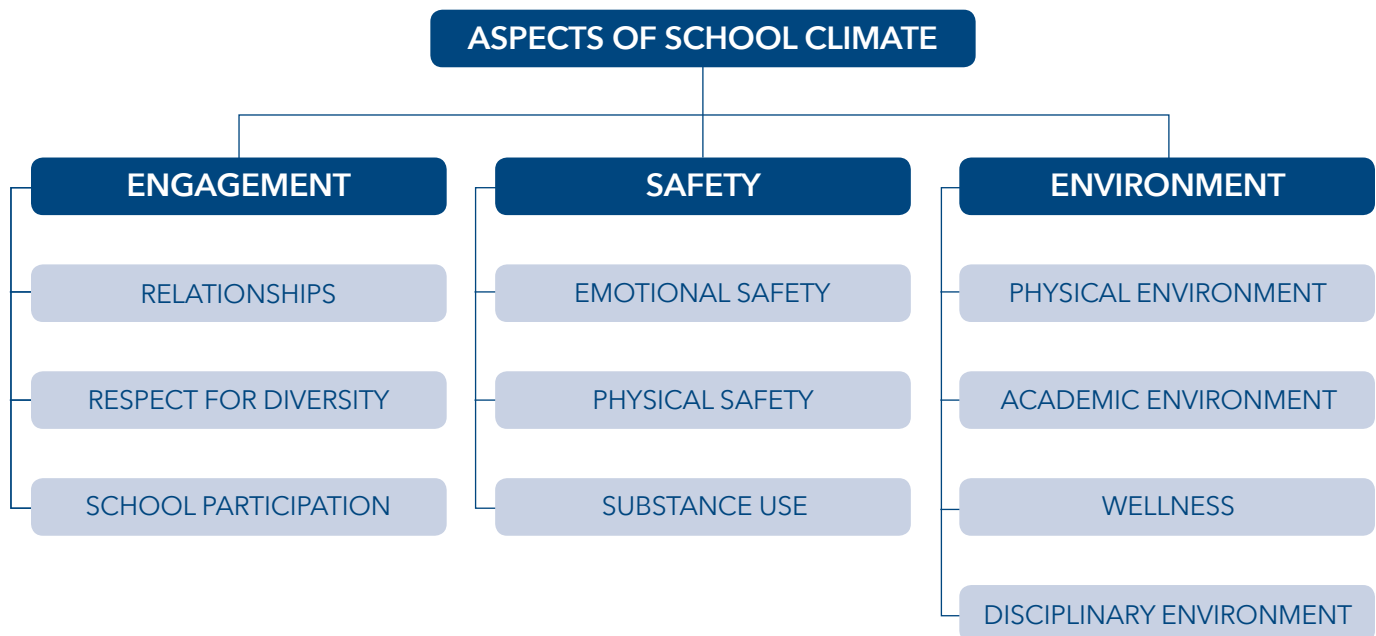 ASPECTS OF SCHOOL CLIMATE
ENGAGEMENT
RELATIONSHIPS
RESPECT FOR DIVERSITY
SCHOOL PARTICIPATION
SAFETY
EMOTIONAL SAFETY
PHYSICAL SAFETY
SUBSTANCE USE
ENVIRONMENT
PHYSICAL ENVIRONMENT
ACADEMIC ENVIRONMENT
WELLNESS
DISCIPLINARY ENVIRONMENT